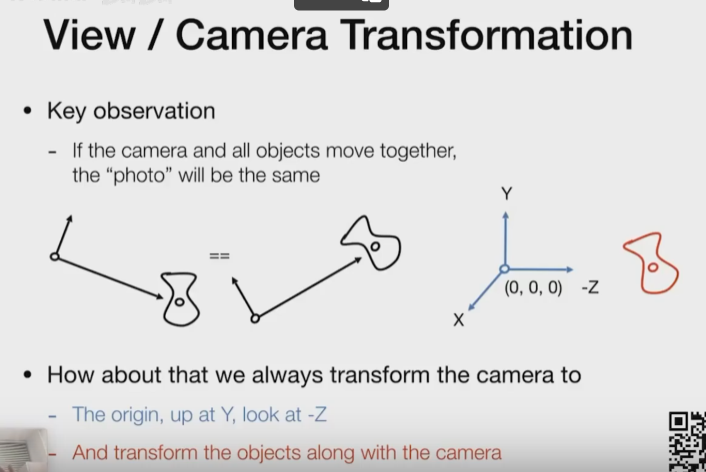 View / Camera Transformation
• Key observation
- If the camera and all objects move together,
the “photo” will be the same
==
Y
(0, 0, 0) -Z
X
• How about that we always transform the camera to
- The origin, up at Y, look at -Z
- And transform the objects along with the camera